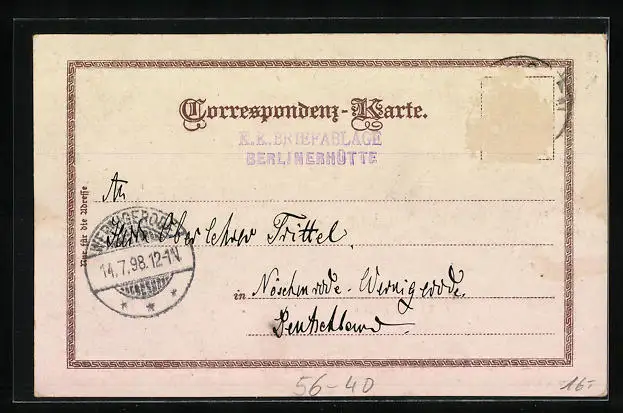 Correspondenz-Karte.
K.K. BRIEFABLAGE
BERLINERHÜTTE
An
Herrn Oberlehrer Trittel,
in Nöschenrode-Wernigerode,
Deutschland
Nur für die Adresse
WERNIGERODE
14.7.98.12-1N.
56-40
16-